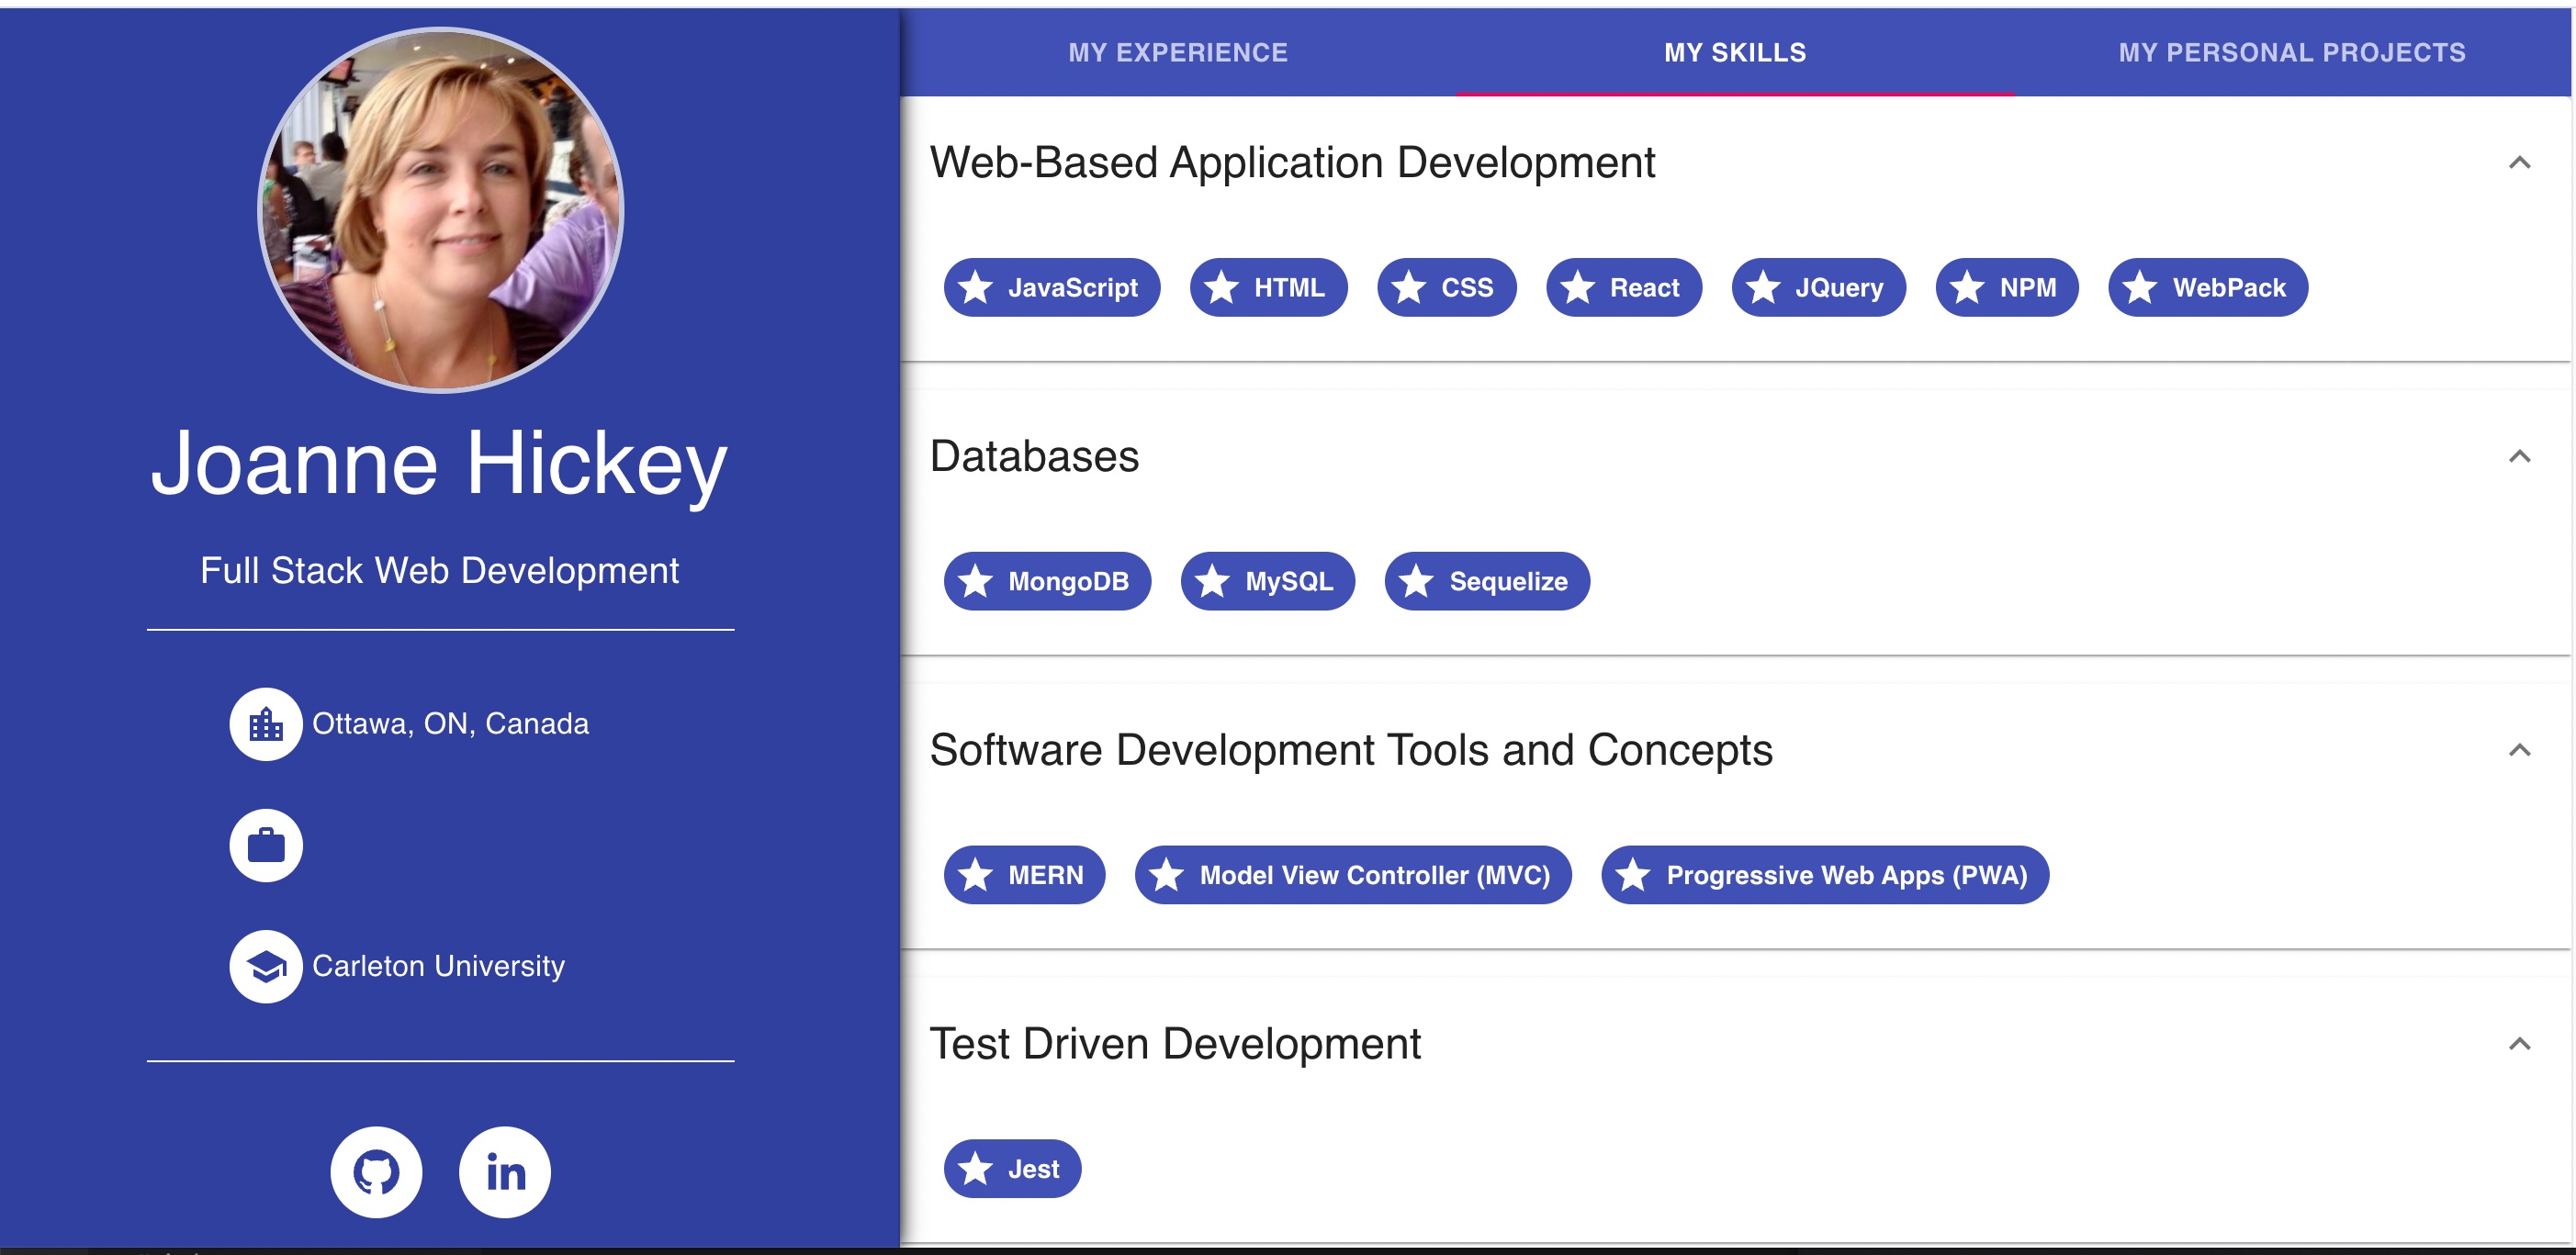 Joanne Hickey
Full Stack Web Development
Ottawa, ON, Canada
Carleton University
in
MY EXPERIENCE MY SKILLS MY PERSONAL PROJECTS
Web-Based Application Development
JavaScript HTML CSS React JQuery NPM WebPack
Databases
MongoDB MySQL Sequelize
Software Development Tools and Concepts
MERN Model View Controller (MVC) Progressive Web Apps (PWA)
Test Driven Development
Jest